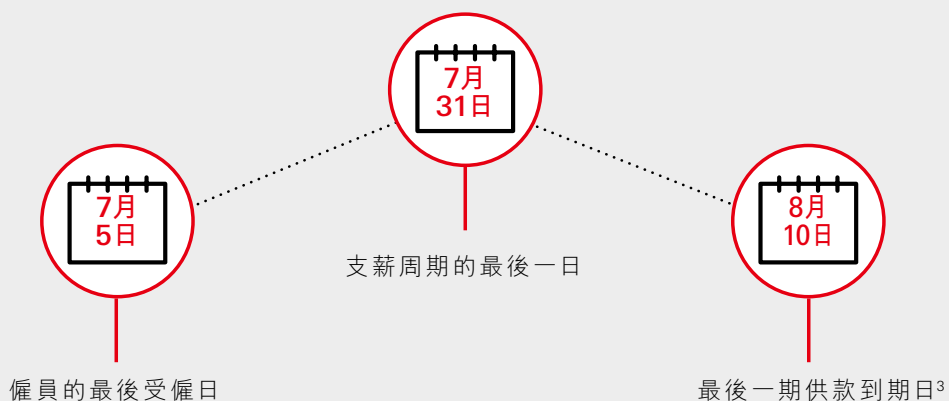 7月
5日
僱員的最後受僱日
7月
31日
支薪周期的最後一日
8月
10日
最後一期供款到期日3